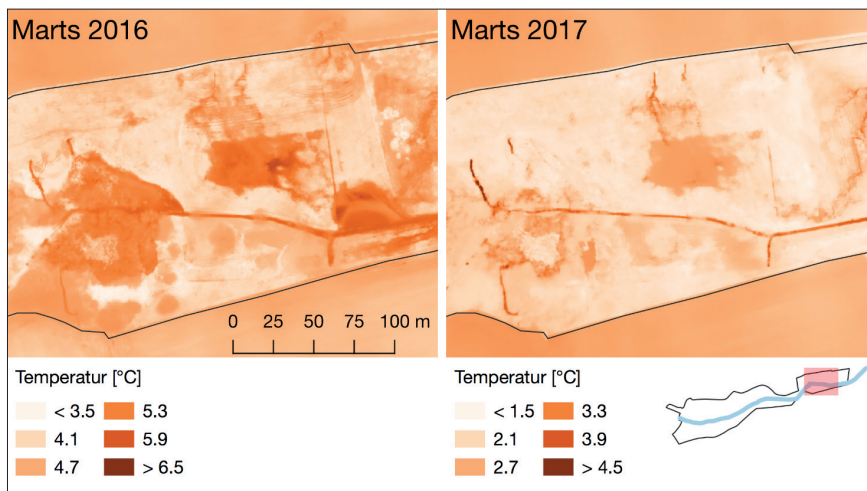 Marts 2016
Marts 2017
0 25 50 75 100 m
Temperatur [°C]
< 3.5 5.3
4.1 5.9
4.7 > 6.5
Temperatur [°C]
< 1.5 3.3
2.1 3.9
2.7 > 4.5